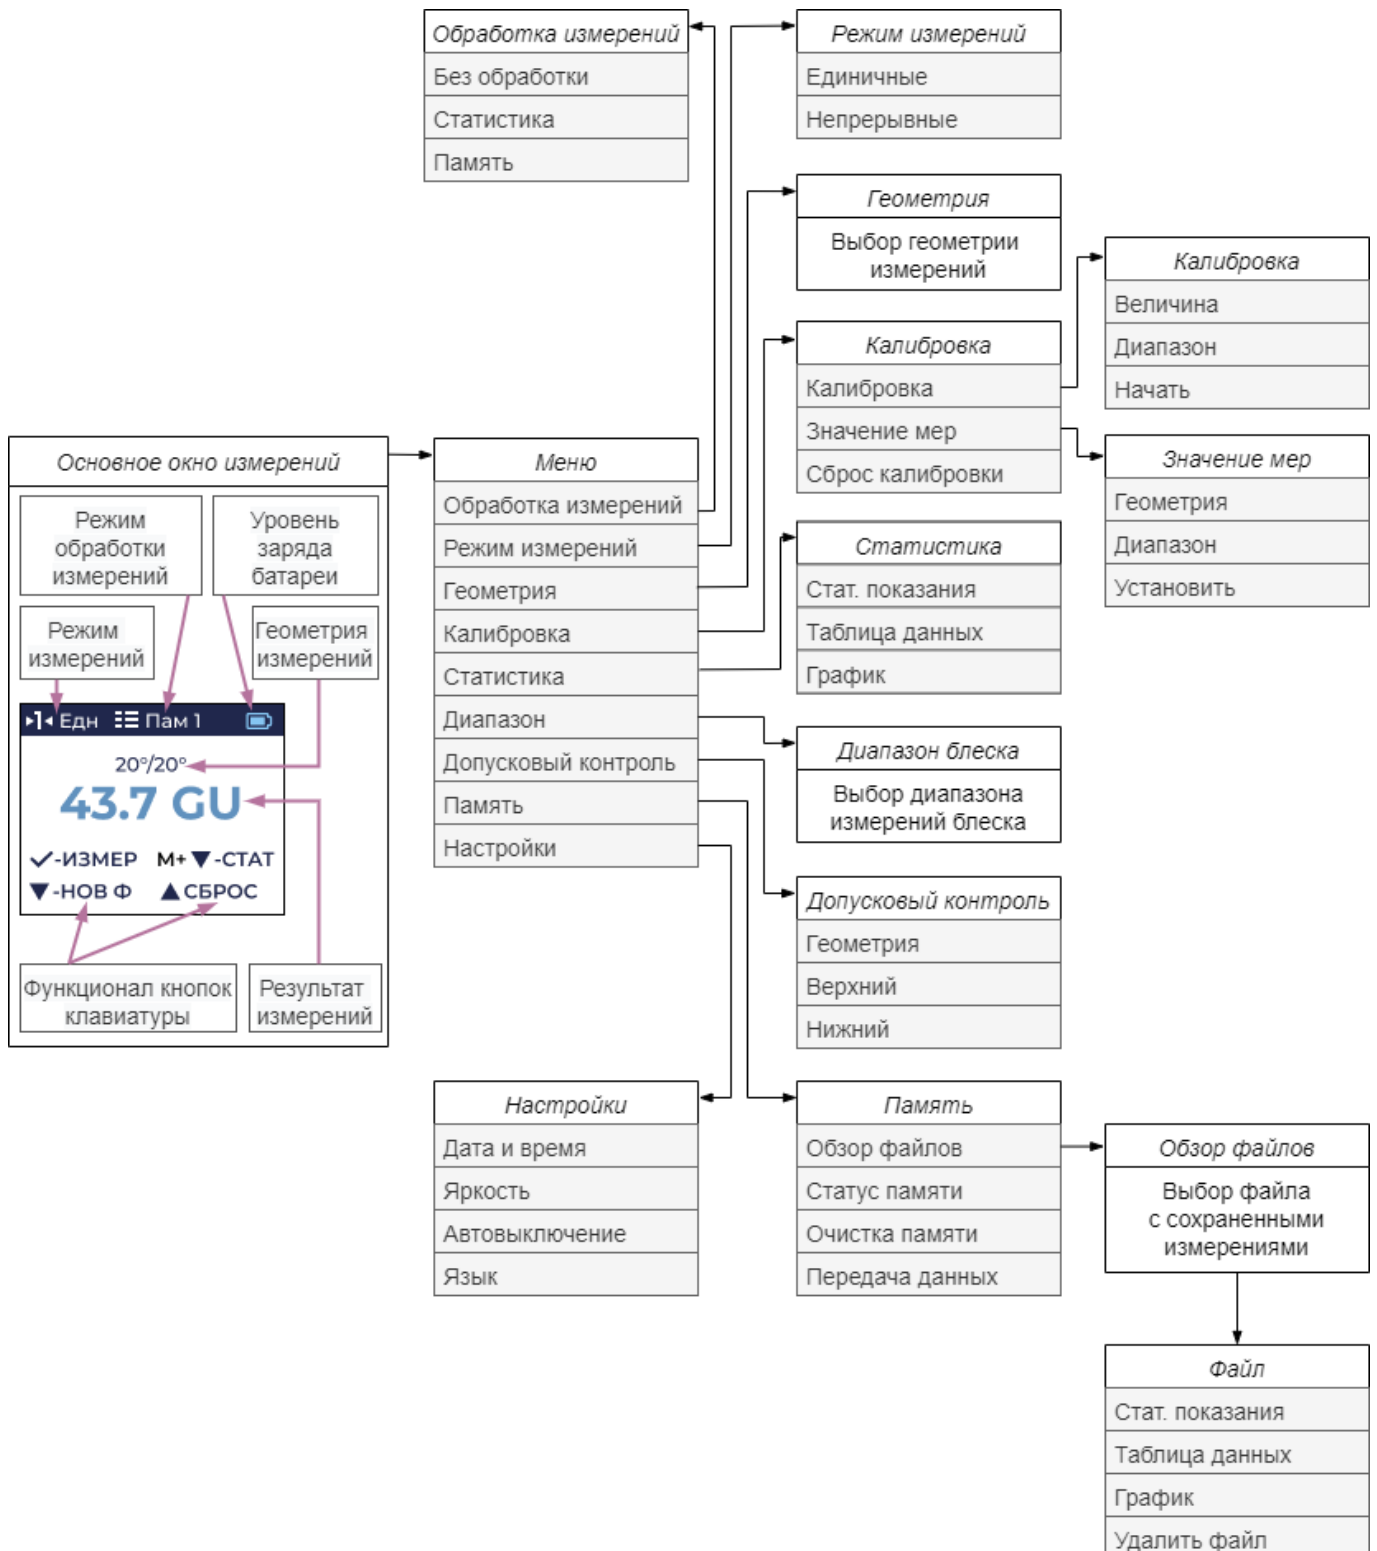 Обработка измерений
Без обработки
Статистика
Память
Режим измерений
Единичные
Непрерывные
Геометрия
Выбор геометрии
измерений
Калибровка
Калибровка
Значение мер
Сброс калибровки
Калибровка
Величина
Диапазон
Начать
Значение мер
Геометрия
Диапазон
Установить
Основное окно измерений
Режим
обработки
измерений
Уровень
заряда
батареи
Режим
измерений
Геометрия
измерений
Едн
Пам 1
20°/20°
43.7 GU
✓-ИЗМЕР M+ ▼-СТАТ
▼-НОВ Ф ▲ СБРОС
Функционал кнопок
клавиатуры
Результат
измерений
Меню
Обработка измерений
Режим измерений
Геометрия
Калибровка
Статистика
Диапазон
Допусковый контроль
Память
Настройки
Статистика
Стат. показания
Таблица данных
График
Диапазон блеска
Выбор диапазона
измерений блеска
Допусковый контроль
Геометрия
Верхний
Нижний
Настройки
Дата и время
Яркость
Автовыключение
Язык
Память
Обзор файлов
Статус памяти
Очистка памяти
Передача данных
Обзор файлов
Выбор файла
с сохраненными
измерениями
Файл
Стат. показания
Таблица данных
График
Удалить файл